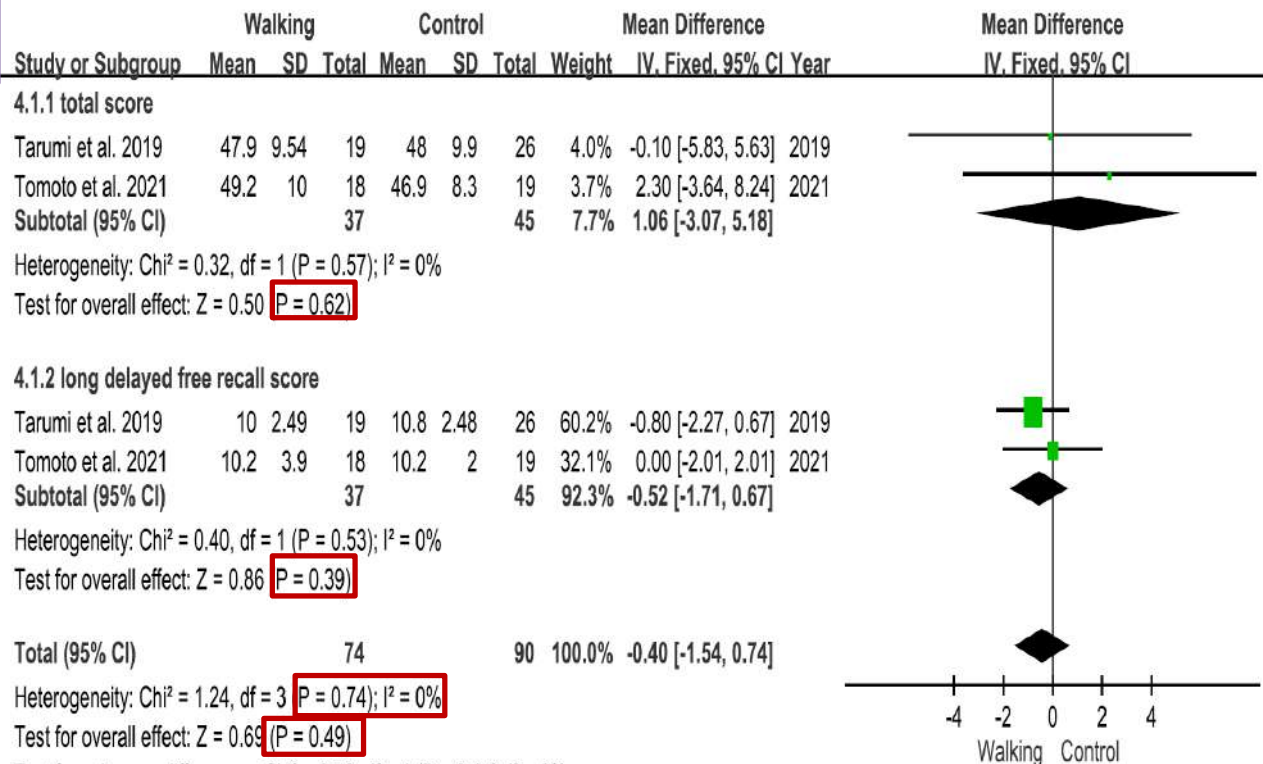 Walking Control Mean Difference Mean Difference
Study or Subgroup Mean SD Total Mean SD Total Weight IV, Fixed, 95% CI Year IV, Fixed, 95% CI
4.1.1 total score
Tarumi et al. 2019 47.9 9.54 19 48 9.9 26 4.0% -0.10 [-5.83, 5.63] 2019
Tomoto et al. 2021 49.2 10 18 46.9 8.3 19 3.7% 2.30 [-3.64, 8.24] 2021
Subtotal (95% CI) 37 45 7.7% 1.06 [-3.07, 5.18]
Heterogeneity: Chi² = 0.32, df = 1 (P = 0.57); I² = 0%
Test for overall effect: Z = 0.50 (P = 0.62)
4.1.2 long delayed free recall score
Tarumi et al. 2019 10 2.49 19 10.8 2.48 26 60.2% -0.80 [-2.27, 0.67] 2019
Tomoto et al. 2021 10.2 3.9 18 10.2 2 19 32.1% 0.00 [-2.01, 2.01] 2021
Subtotal (95% CI) 37 45 92.3% -0.52 [-1.71, 0.67]
Heterogeneity: Chi² = 0.40, df = 1 (P = 0.53); I² = 0%
Test for overall effect: Z = 0.86 (P = 0.39)
Total (95% CI) 74 90 100.0% -0.40 [-1.54, 0.74]
Heterogeneity: Chi² = 1.24, df = 3 (P = 0.74); I² = 0%
Test for overall effect: Z = 0.69 (P = 0.49)
-4 -2 0 2 4
Walking Control